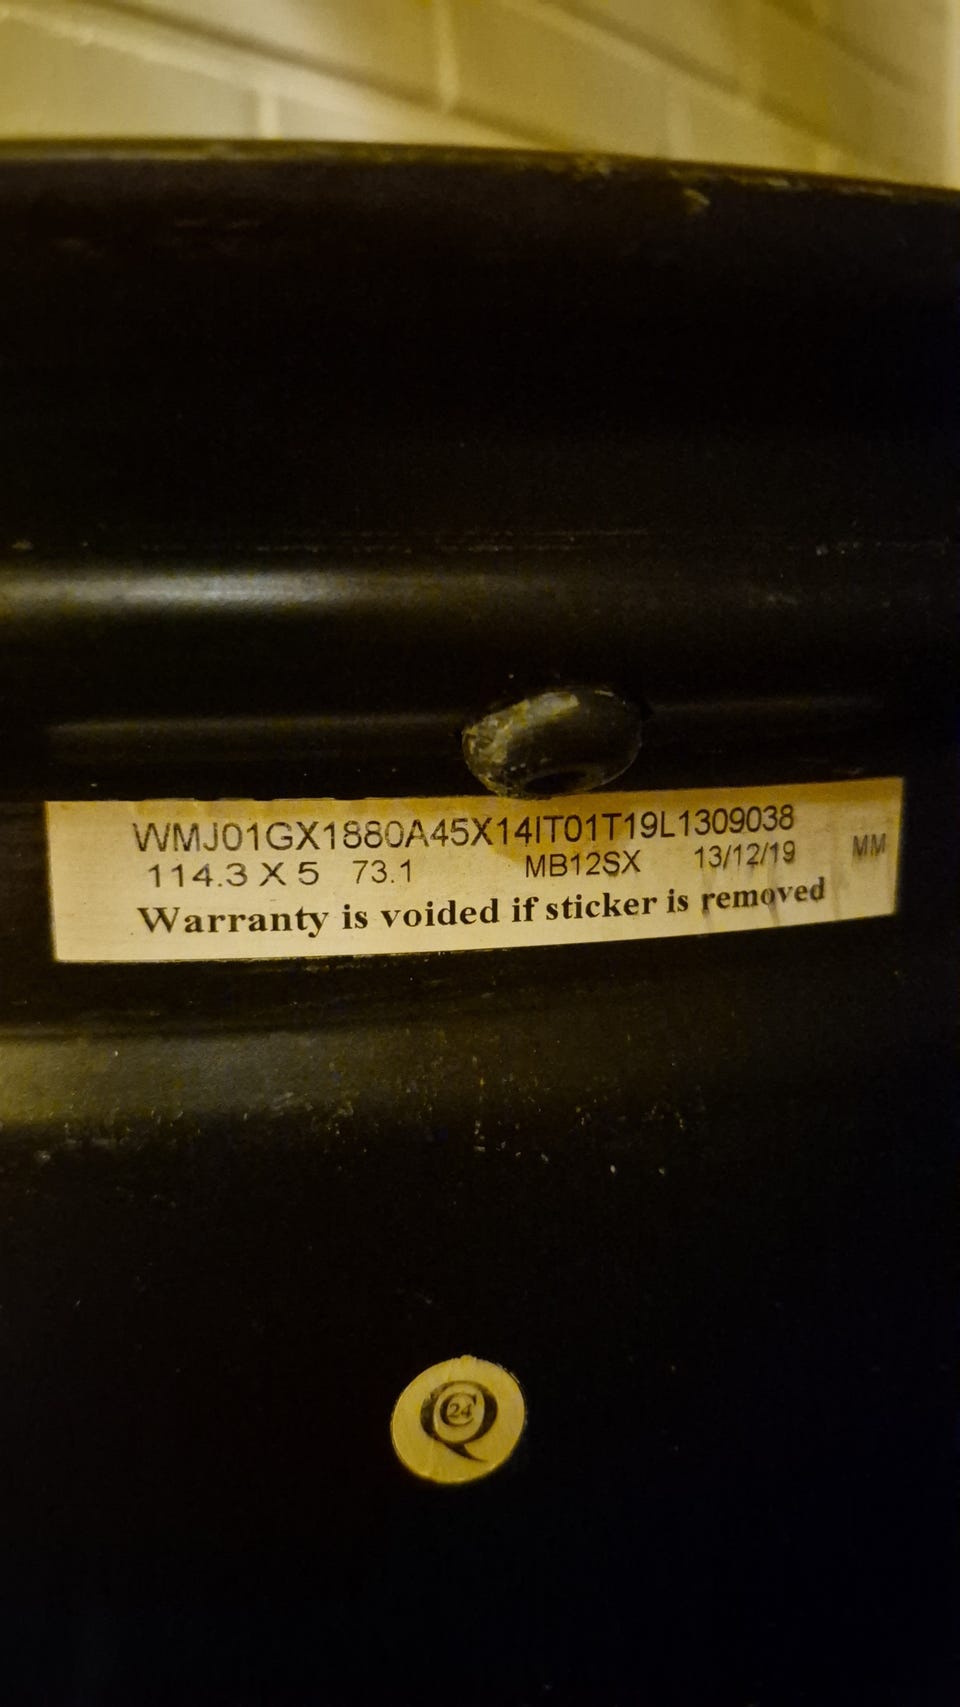 WMJ01GX1880A45X14IT01T19L1309038
114.3 X 5 73.1 MB12SX 13/12/19 MM
Warranty is voided if sticker is removed
QC 24